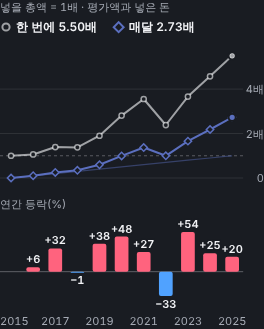 넣을 총액 = 1배 · 평가액과 넣은 돈
한 번에 5.50배 매달 2.73배
4배
2배
0
연간 등락(%)
+6 +32 −1 +38 +48 +27 −33 +54 +25 +20
2015 2017 2019 2021 2023 2025